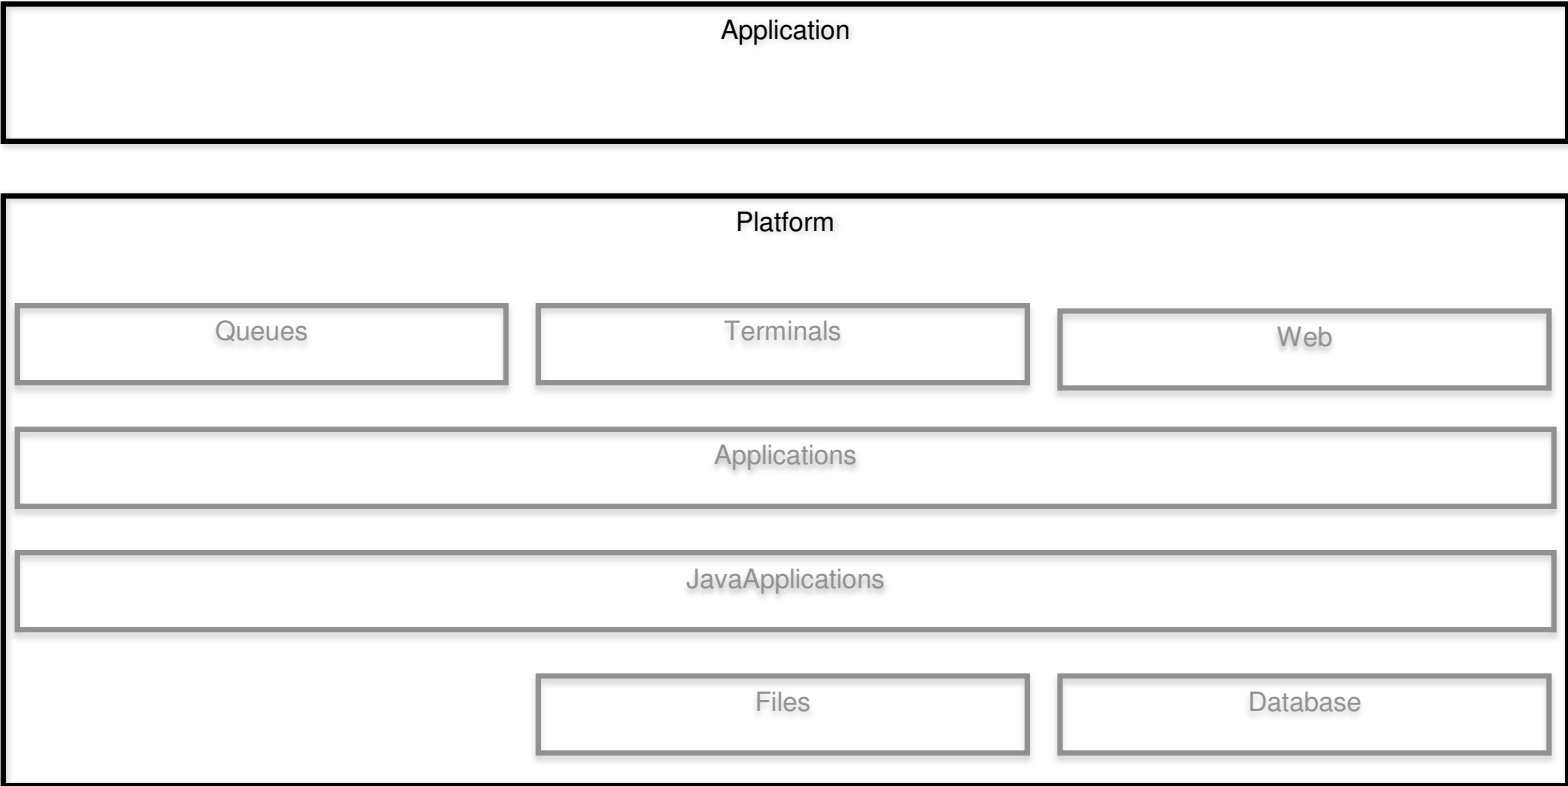 Application
Platform
Queues
Terminals
Web
Applications
JavaApplications
Files
Database